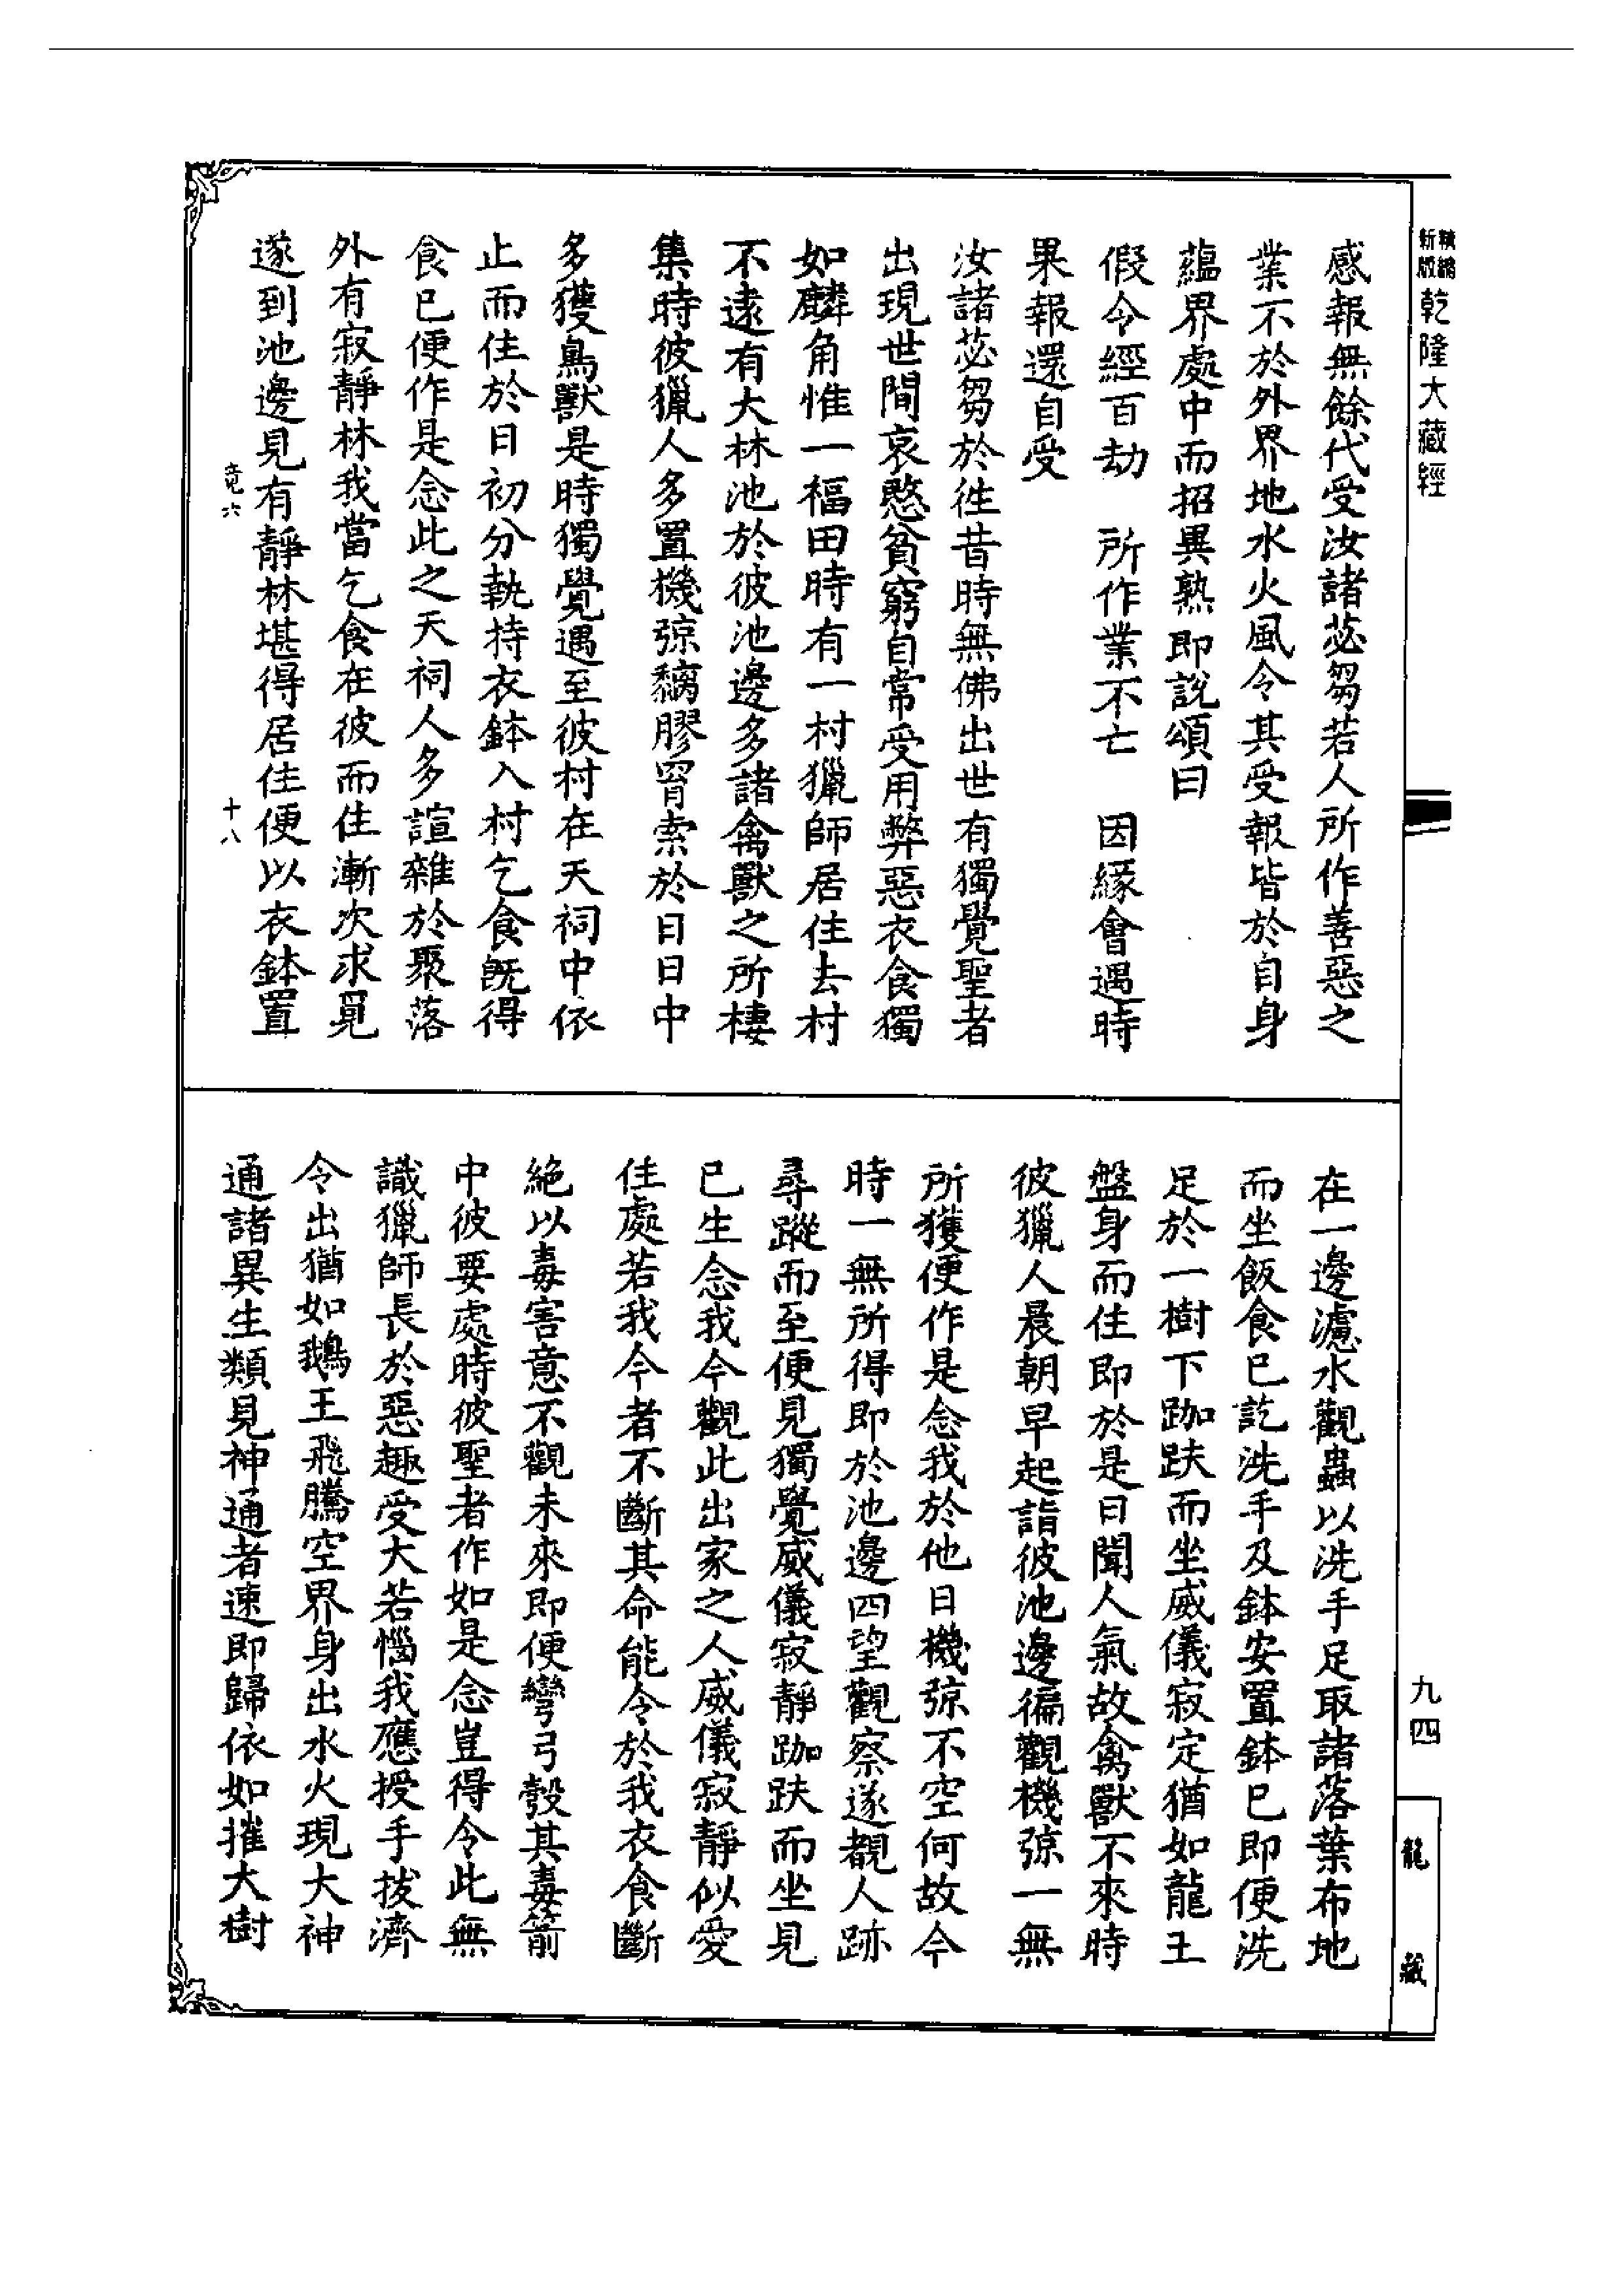 新版精縮乾隆大藏經
感報無餘代受汝諸苾芻若人所作善惡之
業不於外界地水火風令其受報皆於自身
蘊界處中而招異熟即說頌曰
假令經百劫　所作業不亡　因緣會遇時
果報還自受
汝諸苾芻於徃昔時無佛出世有獨覺聖者
出現世間哀愍貧窮自常受用弊惡衣食獨
如麟角惟一福田時有一村獵師居住去村
不遠有大林池於彼池邊多諸禽獸之所棲
集時彼獵人多置機弶黐膠罥索於日日中
多獲鳥獸是時獨覺遇至彼村在天祠中依
止而住於日初分執持衣鉢入村乞食既得
食已便作是念此之天祠人多諠雜於聚落
外有寂靜林我當乞食在彼而住漸次求覓
遂到池邊見有靜林堪得居住便以衣鉢置
竟六　十八
在一邊濾水觀蟲以洗手足取諸落葉布地
而坐飯食已訖洗手及鉢安置鉢已即便洗
足於一樹下跏趺而坐威儀寂定猶如龍王
盤身而住即於是日聞人氣故禽獸不來時
彼獵人晨朝早起詣彼池邊徧觀機弶一無
所獲便作是念我於他日機弶不空何故今
時一無所得即於池邊四望觀察遂覩人跡
尋蹤而至便見獨覺威儀寂靜跏趺而坐見
已生念我今觀此出家之人威儀寂靜似愛
住處若我今者不斷其命能令於我衣食斷
絕以毒害意不觀未來即便彎弓彀其毒箭
中彼要處時彼聖者作如是念豈得令此無
識獵師長於惡趣受大苦惱我應授手拔濟
令出猶如鵝王飛騰空界身出水火現大神
通諸異生類見神通者速即歸依如摧大樹
九四
龍藏